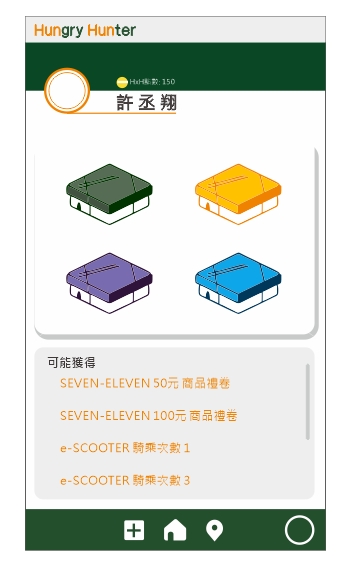 Hungry Hunter
HxH點數: 150
許丞翔
可能獲得
SEVEN-ELEVEN 50元 商品禮卷
SEVEN-ELEVEN 100元 商品禮卷
e-SCOOTER 騎乘次數 1
e-SCOOTER 騎乘次數 3